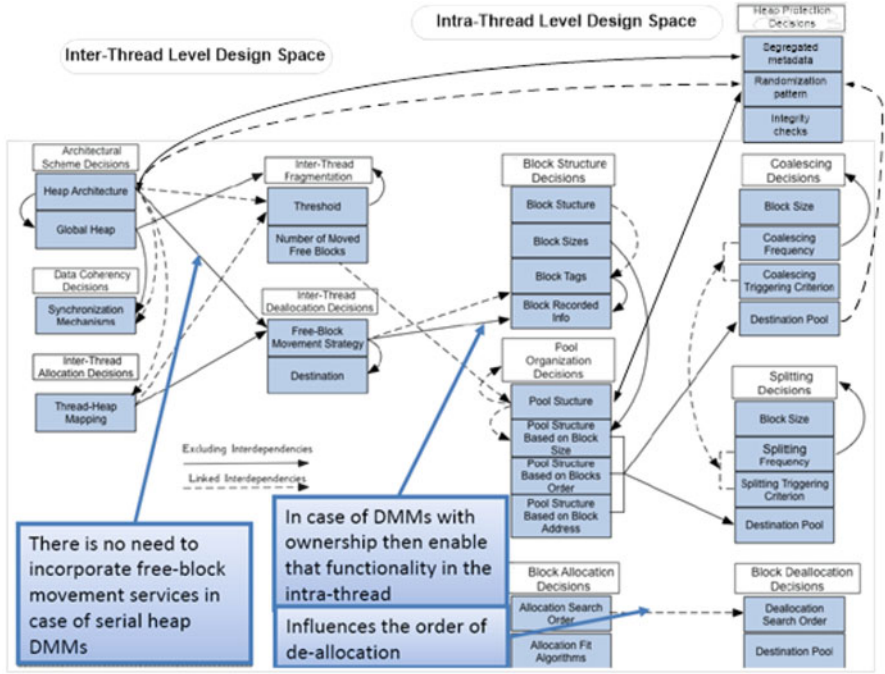 Intra-Thread Level Design Space
Inter-Thread Level Design Space
Heap Protection
Decisions
Segregated
metadata
Randomization
pattern
Integrity
checks
Architectural
Scheme Decisions
Heap Architecture
Global Heap
Data Coherency
Decisions
Synchronization
Mechanisms
Inter-Thread
Allocation Decisions
Thread-Heap
Mapping
Inter-Thread
Fragmentation
Threshold
Number of Moved
Free Blocks
Inter-Thread
Deallocation Decisions
Free-Block
Movement Strategy
Destination
Excluding Interdependencies
Linked Interdependencies
Block Structure
Decisions
Block Stucture
Block Sizes
Block Tags
Block Recorded
Info
Pool
Organization
Decisions
Pool Stucture
Pool Structure
Based on Block
Size
Pool Structure
Based on Blocks
Order
Pool Structure
Based on Block
Address
Coalescing
Decisions
Block Size
Coalescing
Frequency
Coalescing
Triggering Criterion
Destination Pool
Splitting
Decisions
Block Size
Splitting
Frequency
Splitting Triggering
Criterion
Destination Pool
There is no need to
incorporate free-block
movement services in
case of serial heap
DMMs
In case of DMMs with
ownership then enable
that functionality in the
intra-thread
Influences the order of
de-allocation
Block Allocation
Decisions
Allocation Search
Order
Allocation Fit
Algorithms
Block Deallocation
Decisions
Deallocation
Search Order
Destination Pool